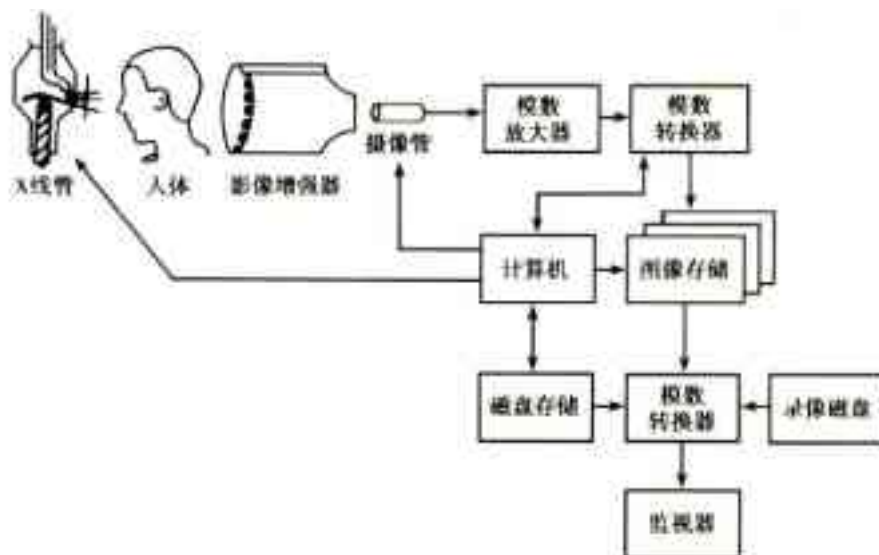 模数
放大器
模数
转换器
摄像管
X线管
人体
影像增强器
计算机
图像存储
磁盘存储
模数
转换器
录像磁盘
监视器